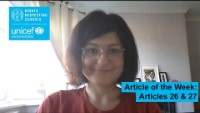 RIGHTS
RESPECTING
SCHOOLS
unicef
Article of the Week:
Articles 26 & 27